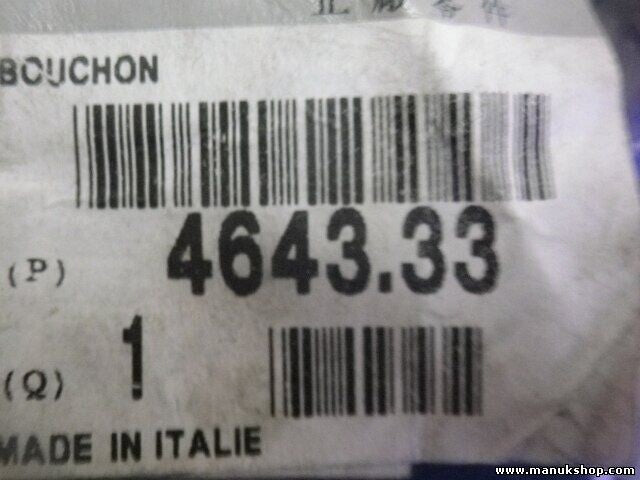 BOUCHON
(P) 4643.33
(Q) 1
MADE IN ITALIE
www.manukshop.com